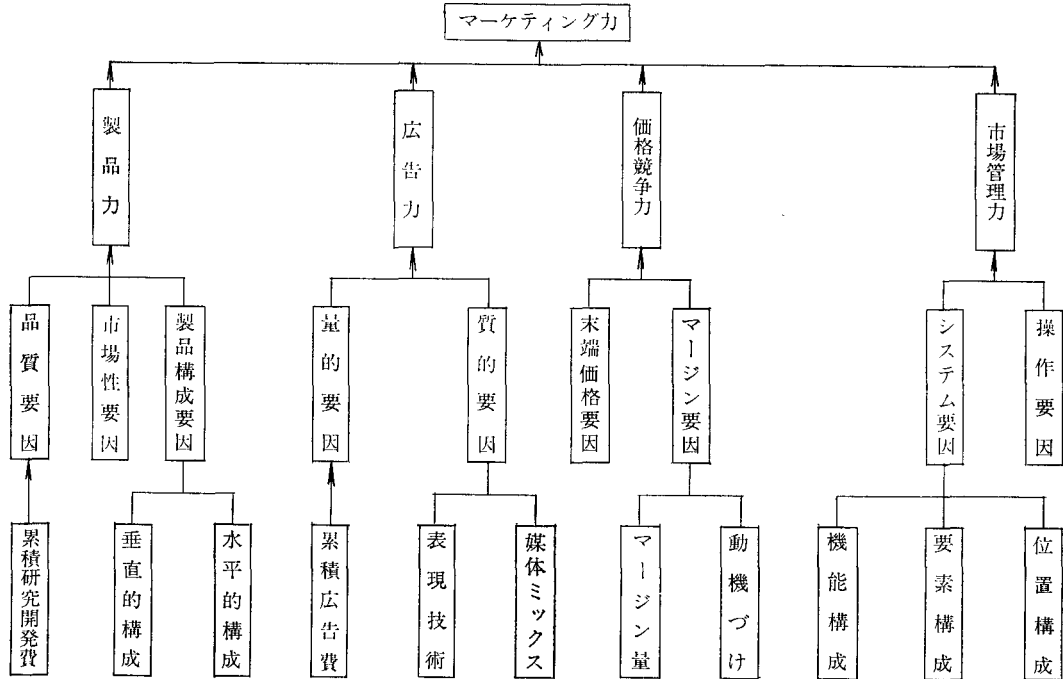 マーケティング力
製品力
広告力
価格競争力
市場管理力
品質要因
市場性要因
製品構成要因
量的要因
質的要因
末端価格要因
マージン要因
システム要因
操作要因
累積研究開発費
垂直的構成
水平的構成
累積広告費
表現技術
媒体ミックス
マージン量
動機づけ
機能構成
要素構成
位置構成